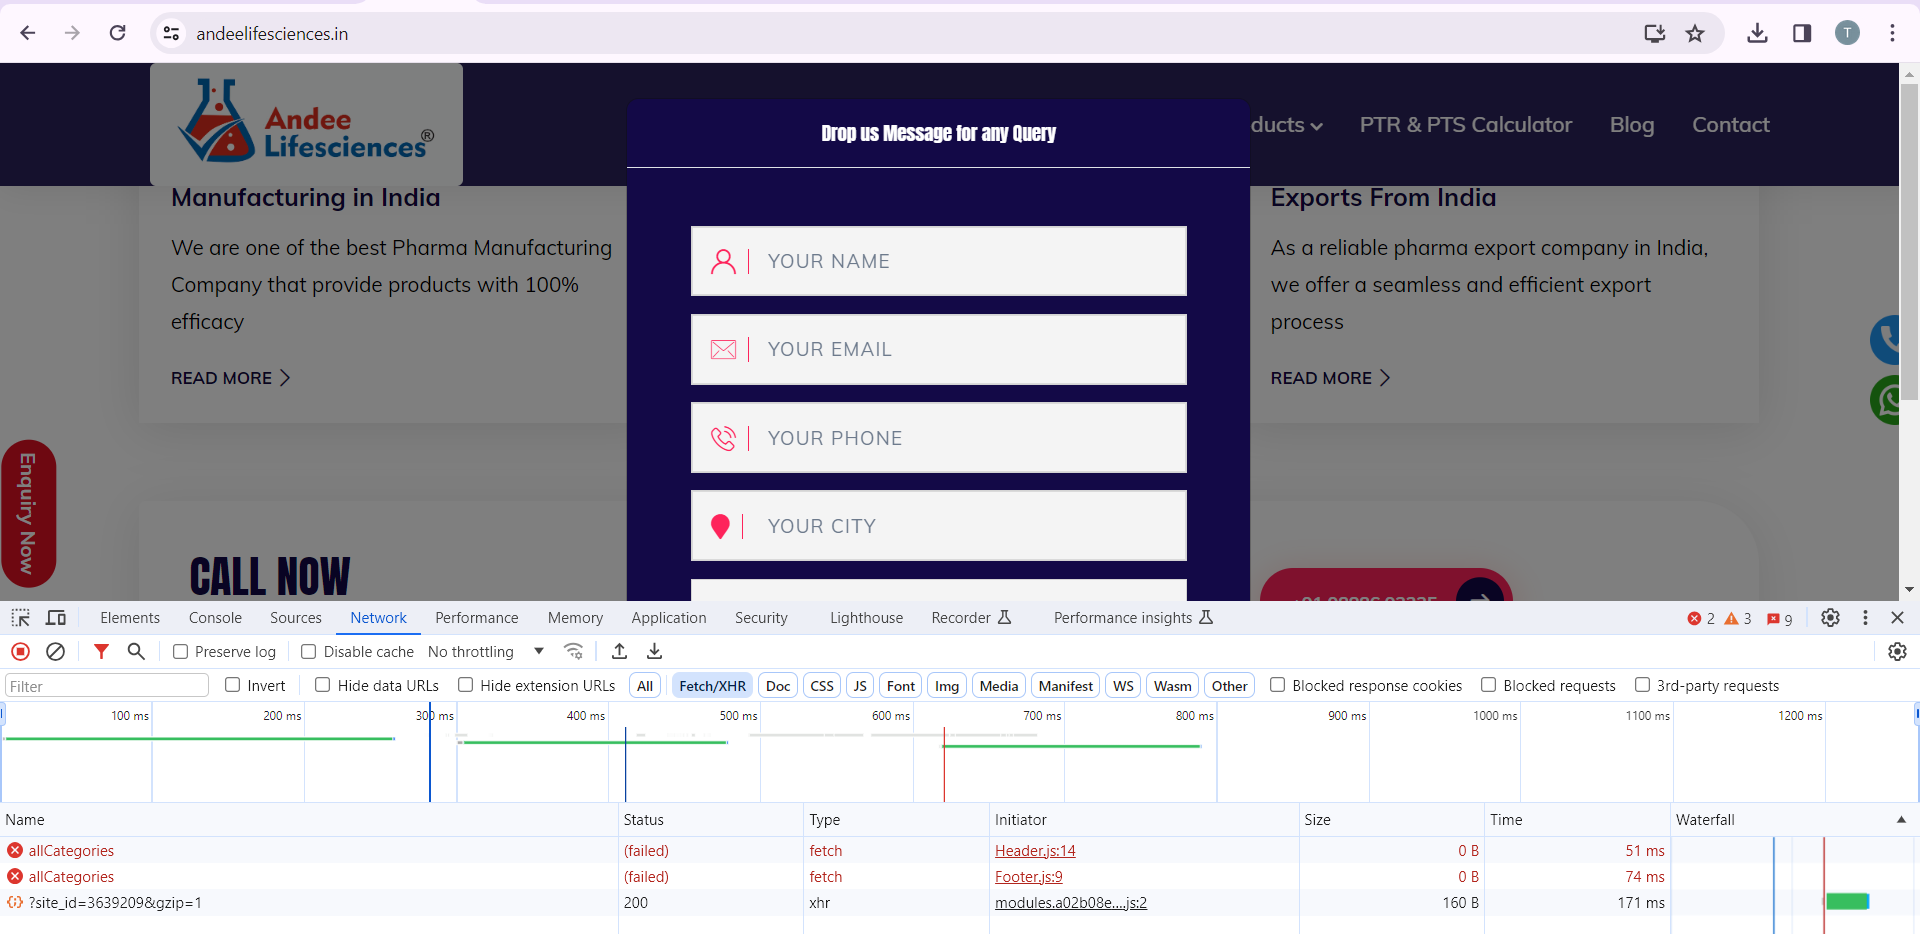 andeelifesciences.in
T
Andee
Lifesciences®
ducts
PTR & PTS Calculator
Blog
Contact
Drop us Message for any Query
Manufacturing in India
We are one of the best Pharma Manufacturing
Company that provide products with 100%
efficacy
READ MORE
YOUR NAME
YOUR EMAIL
YOUR PHONE
YOUR CITY
Exports From India
As a reliable pharma export company in India,
we offer a seamless and efficient export
process
READ MORE
Enquiry Now
CALL NOW
Elements Console Sources Network Performance Memory Application Security Lighthouse Recorder Performance insights 2 3 9
Preserve log Disable cache No throttling
Filter Invert Hide data URLs Hide extension URLs All Fetch/XHR Doc CSS JS Font Img Media Manifest WS Wasm Other Blocked response cookies Blocked requests 3rd-party requests
100 ms 200 ms 300 ms 400 ms 500 ms 600 ms 700 ms 800 ms 900 ms 1000 ms 1100 ms 1200 ms
Name Status Type Initiator Size Time Waterfall
allCategories (failed) fetch Header.js:14 0 B 51 ms
allCategories (failed) fetch Footer.js:9 0 B 74 ms
?site_id=3639209&gzip=1 200 xhr modules.a02b08e....js:2 160 B 171 ms